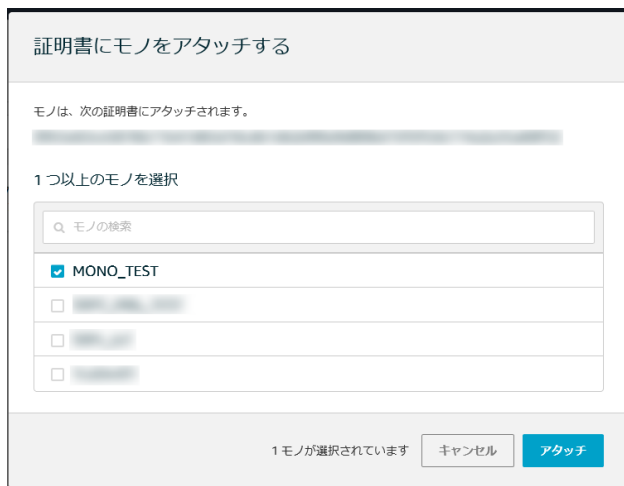 証明書にモノをアタッチする
モノは、次の証明書にアタッチされます。
1 つ以上のモノを選択
モノの検索
MONO_TEST
1 モノが選択されています
キャンセル
アタッチ